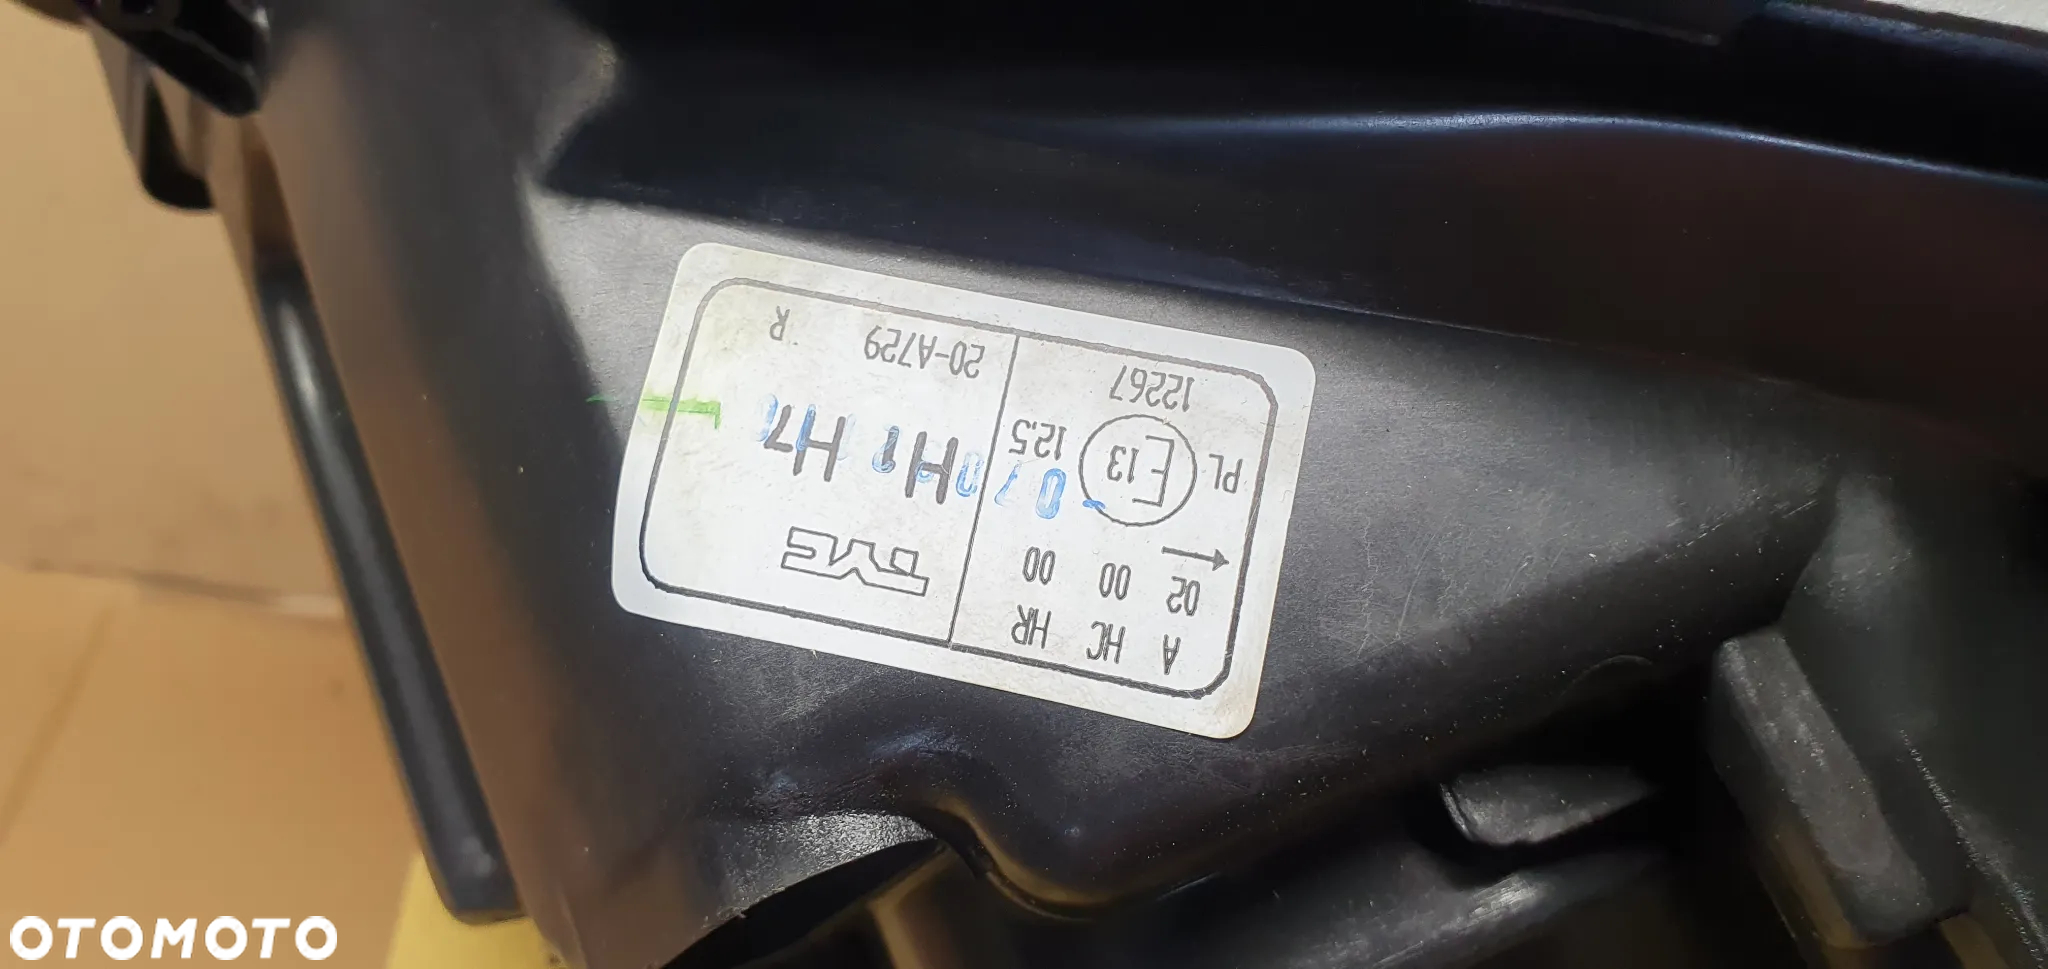 A HC HR
02 00 00
TYC
E13
PL 12.5
H1 H7
12267
20-A729 R
OTOMOTO